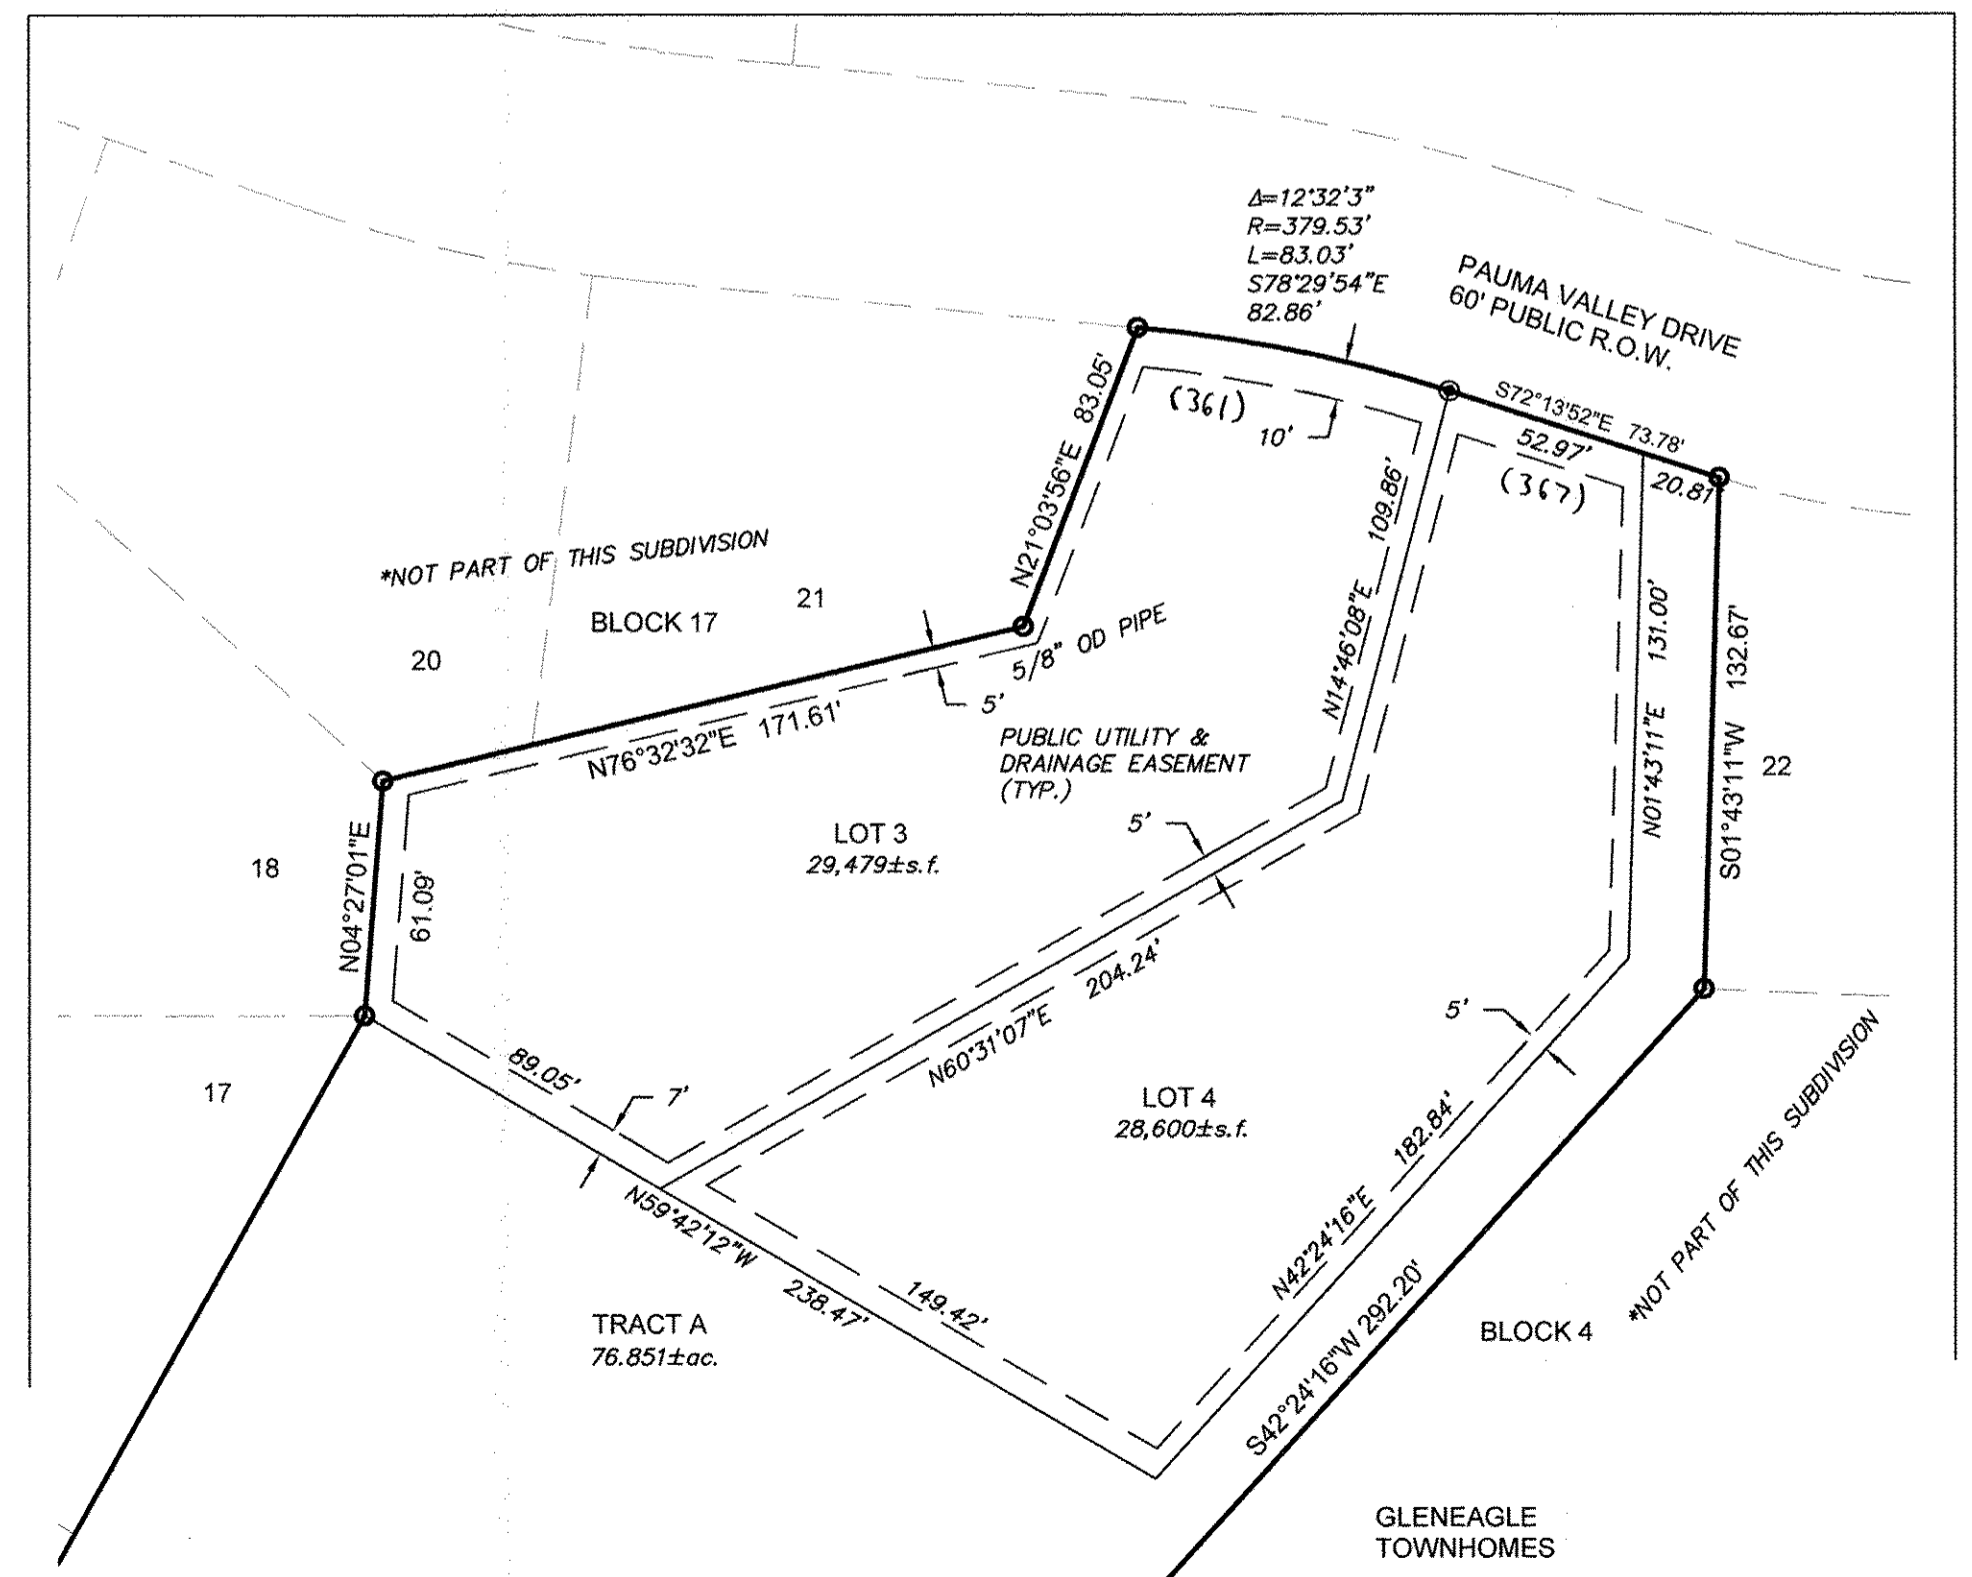 Δ=12°32'3"
R=379.53'
L=83.03'
S78°29'54"E
82.86'
PAUMA VALLEY DRIVE
60' PUBLIC R.O.W.
S72°13'52"E 73.78'
52.97'
20.81'
(361)
(367)
10'
N21°03'56"E 83.05'
109.86'
N14°46'08"E
*NOT PART OF THIS SUBDIVISION
BLOCK 17
21
20
5/8" OD PIPE
5'
N76°32'32"E 171.61'
PUBLIC UTILITY &
DRAINAGE EASEMENT
(TYP.)
N01°43'11"E 131.00'
S01°43'11"W 132.67'
22
LOT 3
29,479±s.f.
5'
18
N04°27'01"E
61.09'
N60°31'07"E 204.24'
5'
17
89.05'
7'
LOT 4
28,600±s.f.
N59°42'12"W 238.47'
149.42'
N42°24'16"E 182.84'
S42°24'16"W 292.20'
TRACT A
76.851±ac.
BLOCK 4
*NOT PART OF THIS SUBDIVISION
GLENEAGLE
TOWNHOMES